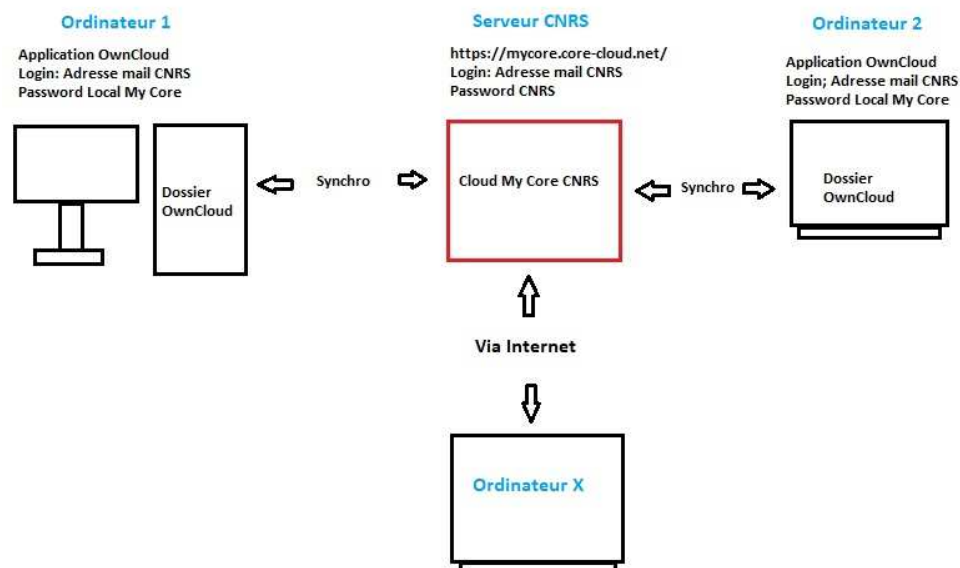 Ordinateur 1
Application OwnCloud
Login: Adresse mail CNRS
Password Local My Core
Serveur CNRS
https://mycore.core-cloud.net/
Login: Adresse mail CNRS
Password CNRS
Ordinateur 2
Application OwnCloud
Login; Adresse mail CNRS
Password Local My Core
Dossier
OwnCloud
Synchro
Cloud My Core CNRS
Synchro
Dossier
OwnCloud
Via Internet
Ordinateur X